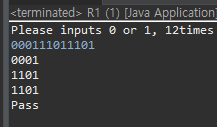 <terminated> R1 (1) [Java Application]
Please inputs 0 or 1, 12times
000111011101
0001
1101
1101
Pass